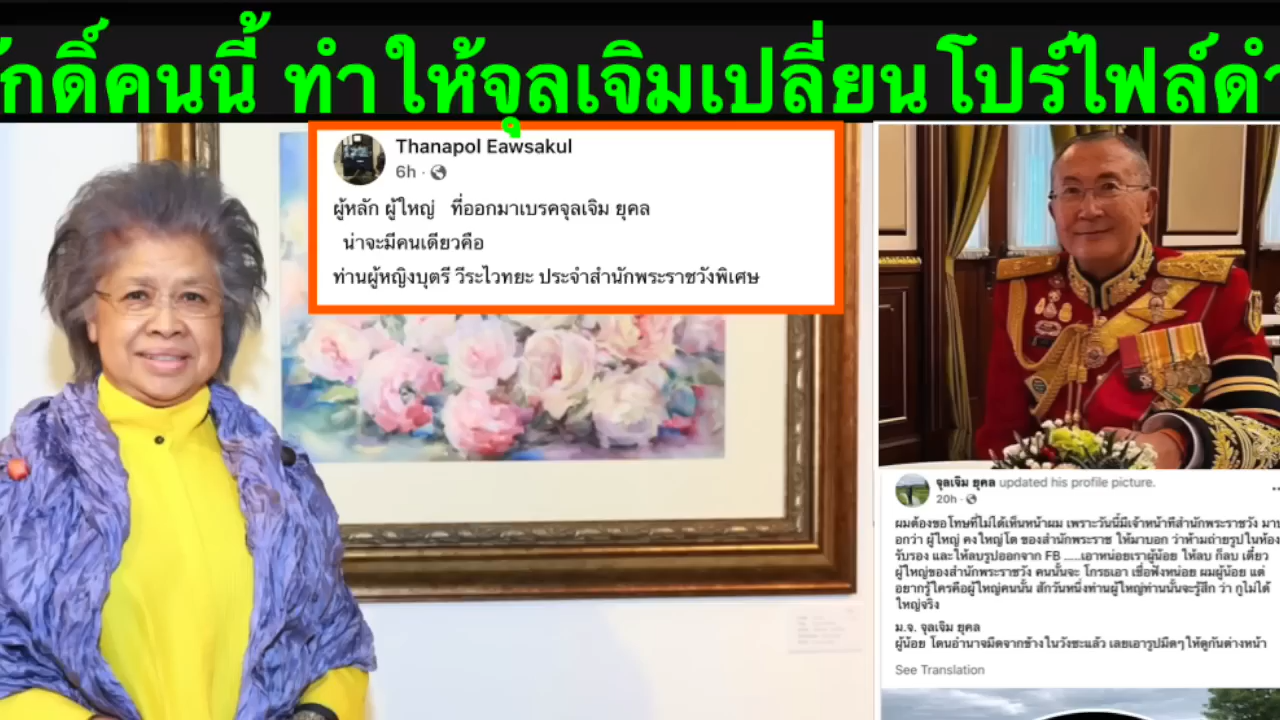 ักดิ์คนนี้ ทำให้จุลเจิมเปลี่ยนโปร์ไฟล์ดำ
Thanapol Eawsakul
6h ·
ผู้หลัก ผู้ใหญ่ ที่ออกมาเบรคจุลเจิม ยุคล
น่าจะมีคนเดียวคือ
ท่านผู้หญิงบุตรี วีระไวทยะ ประจำสำนักพระราชวังพิเศษ
จุลเจิม ยุคล updated his profile picture.
20h ·
ผมต้องขอโทษที่ไม่ได้เห็นหน้าผม เพราะวันนี้มีเจ้าหน้าที่สำนักพระราชวัง มาบ
อกว่า ผู้ใหญ่ คงใหญ่โต ของสำนักพระราช ให้มาบอก ว่าห้ามถ่ายรูปในห้อง
รับรอง และให้ลบรูปออกจาก FB ......เอาหน่อยเราผู้น้อย ให้ลบ ก็ลบ เดี๋ยว
ผู้ใหญ่ของสำนักพระราชวัง คนนั้นจะ โกรธเอา เชื่อฟังหน่อย ผมผู้น้อย แต่
อยากรู้ใครคือผู้ใหญ่คนนั้น สักวันหนึ่งท่านผู้ใหญ่ท่านนั้นจะรู้สึก ว่า กูไม่ได้
ใหญ่จริง
ม.จ. จุลเจิม ยุคล
ผู้น้อย โดนอำนาจมืดจากข้างในวังซะแล้ว เลยเอารูปมืดๆ ให้ดูกันต่างหน้า
See Translation